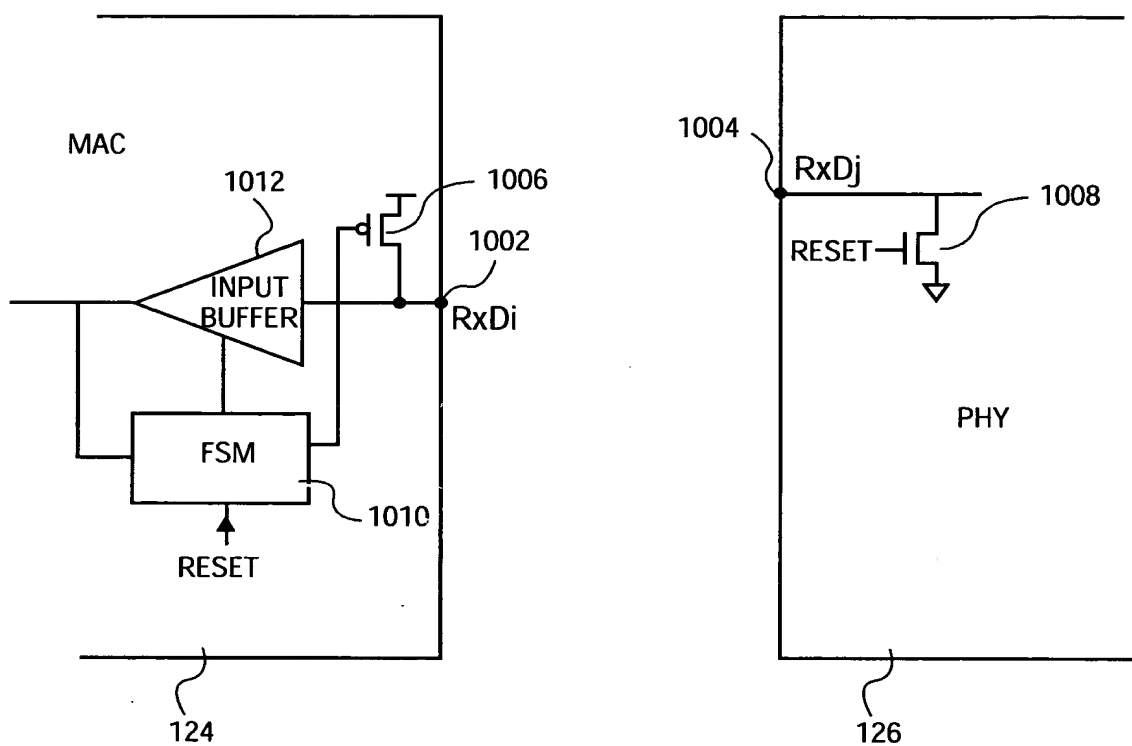 MAC
1012
1006
1002
INPUT
BUFFER
RxDi
FSM
1010
RESET
124
1004
RxDj
1008
RESET
PHY
126